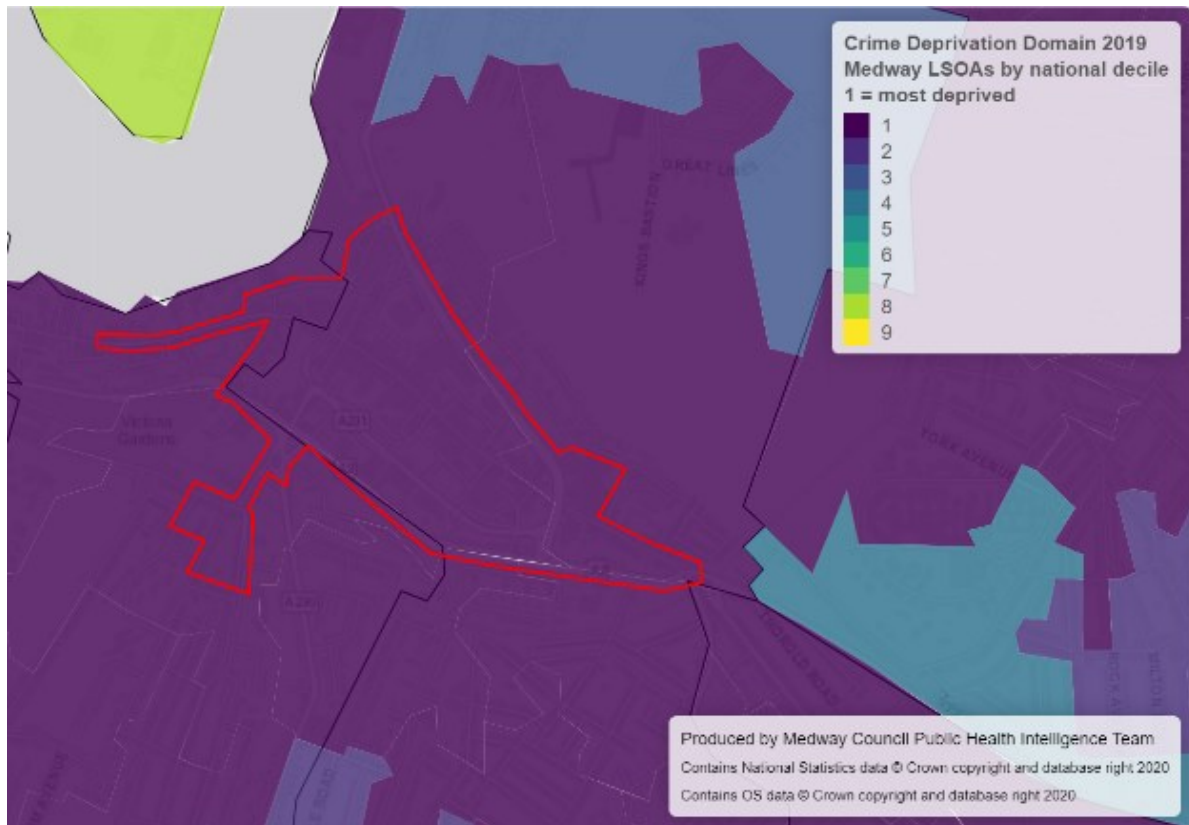 Crime Deprivation Domain 2019
Medway LSOAs by national decile
1 = most deprived
1
2
3
4
5
6
7
8
9
GREAT LINES
KINGS BASTION
A231
Victoria
Gardens
YORK AVENUE
A2
Produced by Medway Council Public Health Intelligence Team
Contains National Statistics data © Crown copyright and database right 2020
Contains OS data © Crown copyright and database right 2020